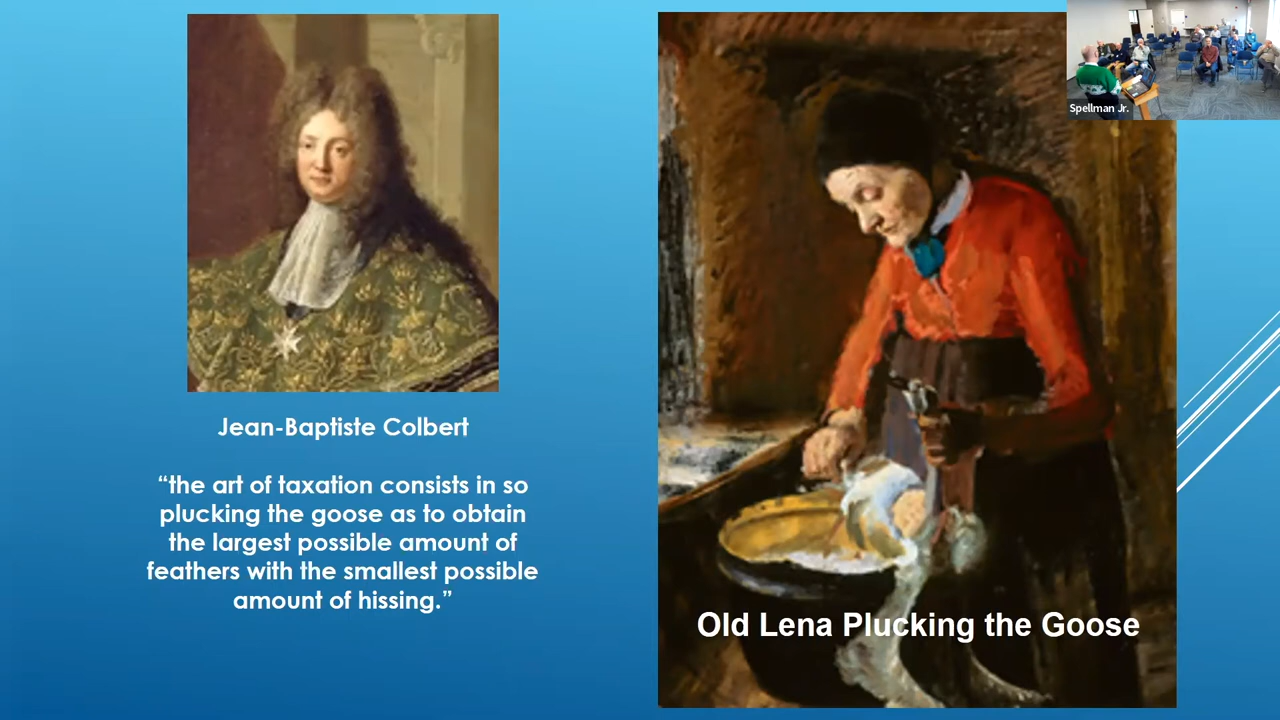 Spellman Jr.
Jean-Baptiste Colbert
“the art of taxation consists in so
plucking the goose as to obtain
the largest possible amount of
feathers with the smallest possible
amount of hissing.”
Old Lena Plucking the Goose